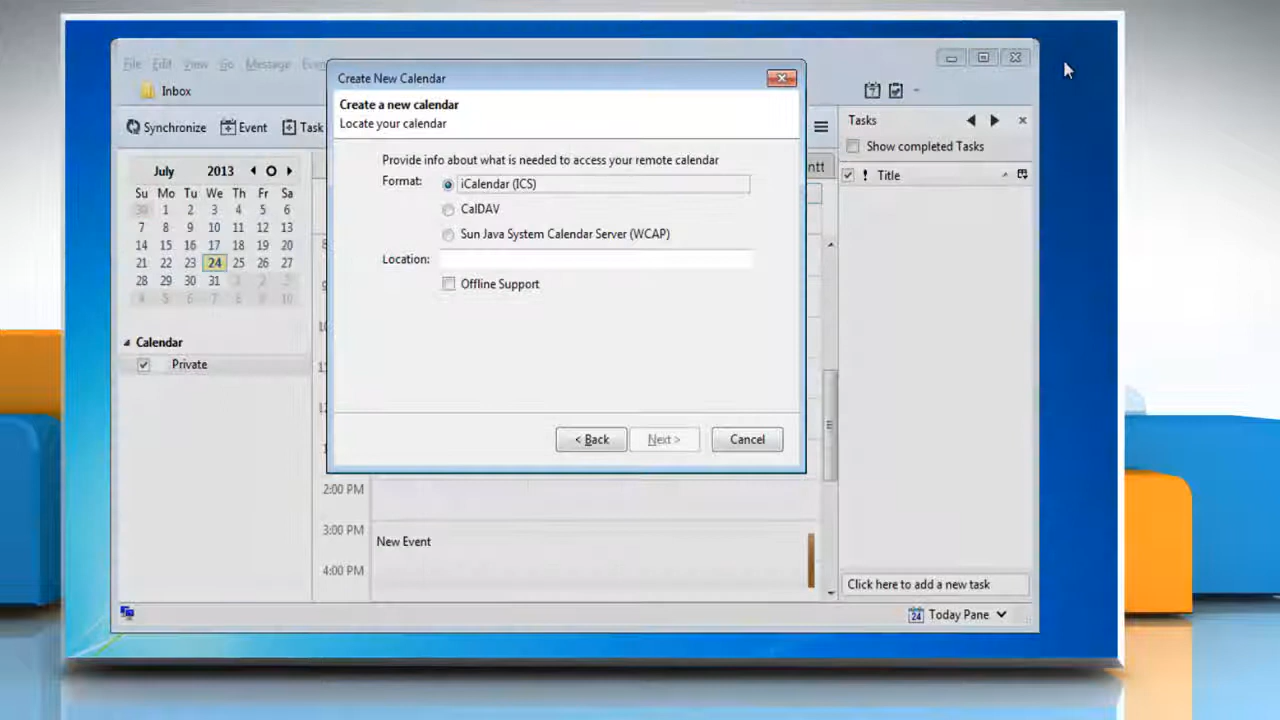 File Edit View Go Message
Inbox
Synchronize Event Task
July 2013
Su Mo Tu We Th Fr Sa
30 1 2 3 4 5 6
7 8 9 10 11 12 13
14 15 16 17 18 19 20
21 22 23 24 25 26 27
28 29 30 31 1 2 3
4 5 6 7 8 9 10
Calendar
Private
Create New Calendar
Create a new calendar
Locate your calendar
Provide info about what is needed to access your remote calendar
Format: iCalendar (ICS)
CalDAV
Sun Java System Calendar Server (WCAP)
Location:
Offline Support
< Back Next > Cancel
2:00 PM
3:00 PM
New Event
4:00 PM
Tasks
Show completed Tasks
! Title
Click here to add a new task
24 Today Pane